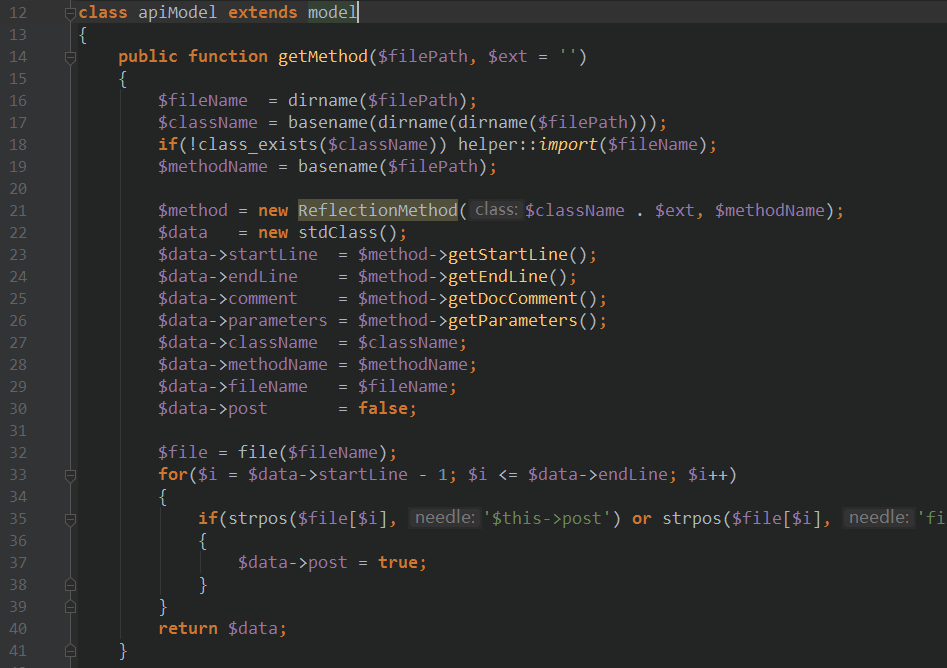 12 class apiModel extends model
13 {
14 public function getMethod($filePath, $ext = '')
15 {
16 $fileName = dirname($filePath);
17 $className = basename(dirname(dirname($filePath)));
18 if(!class_exists($className)) helper::import($fileName);
19 $methodName = basename($filePath);
20
21 $method = new ReflectionMethod( class: $className . $ext, $methodName);
22 $data = new stdClass();
23 $data->startLine = $method->getStartLine();
24 $data->endLine = $method->getEndLine();
25 $data->comment = $method->getDocComment();
26 $data->parameters = $method->getParameters();
27 $data->className = $className;
28 $data->methodName = $methodName;
29 $data->fileName = $fileName;
30 $data->post = false;
31
32 $file = file($fileName);
33 for($i = $data->startLine - 1; $i <= $data->endLine; $i++)
34 {
35 if(strpos($file[$i], needle: '$this->post') or strpos($file[$i], needle: 'fi
36 {
37 $data->post = true;
38 }
39 }
40 return $data;
41 }